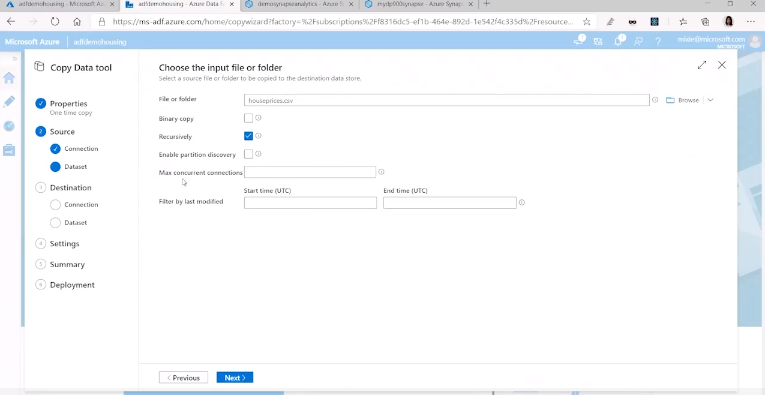 adfdemohousing - Microsoft Az
adfdemohousing - Azure Data F
demosynapseanalytics - Azure S
mydp900synapse - Azure Synap
https://ms-adf.azure.com/home/copywizard?factory=%2Fsubscriptions%2Ff8316dc5-ef1b-464e-892d-1e542f4c335d%2Fresource...
Microsoft Azure | adfdemohousing
MICROSOFT
Copy Data tool
Properties
One time copy
2 Source
Connection
Dataset
3 Destination
Connection
Dataset
4 Settings
5 Summary
6 Deployment
Choose the input file or folder
Select a source file or folder to be copied to the destination data store.
File or folder
houseprices.csv
Browse
Binary copy
Recursively
Enable partition discovery
Max concurrent connections
Start time (UTC)
End time (UTC)
Filter by last modified
< Previous
Next >